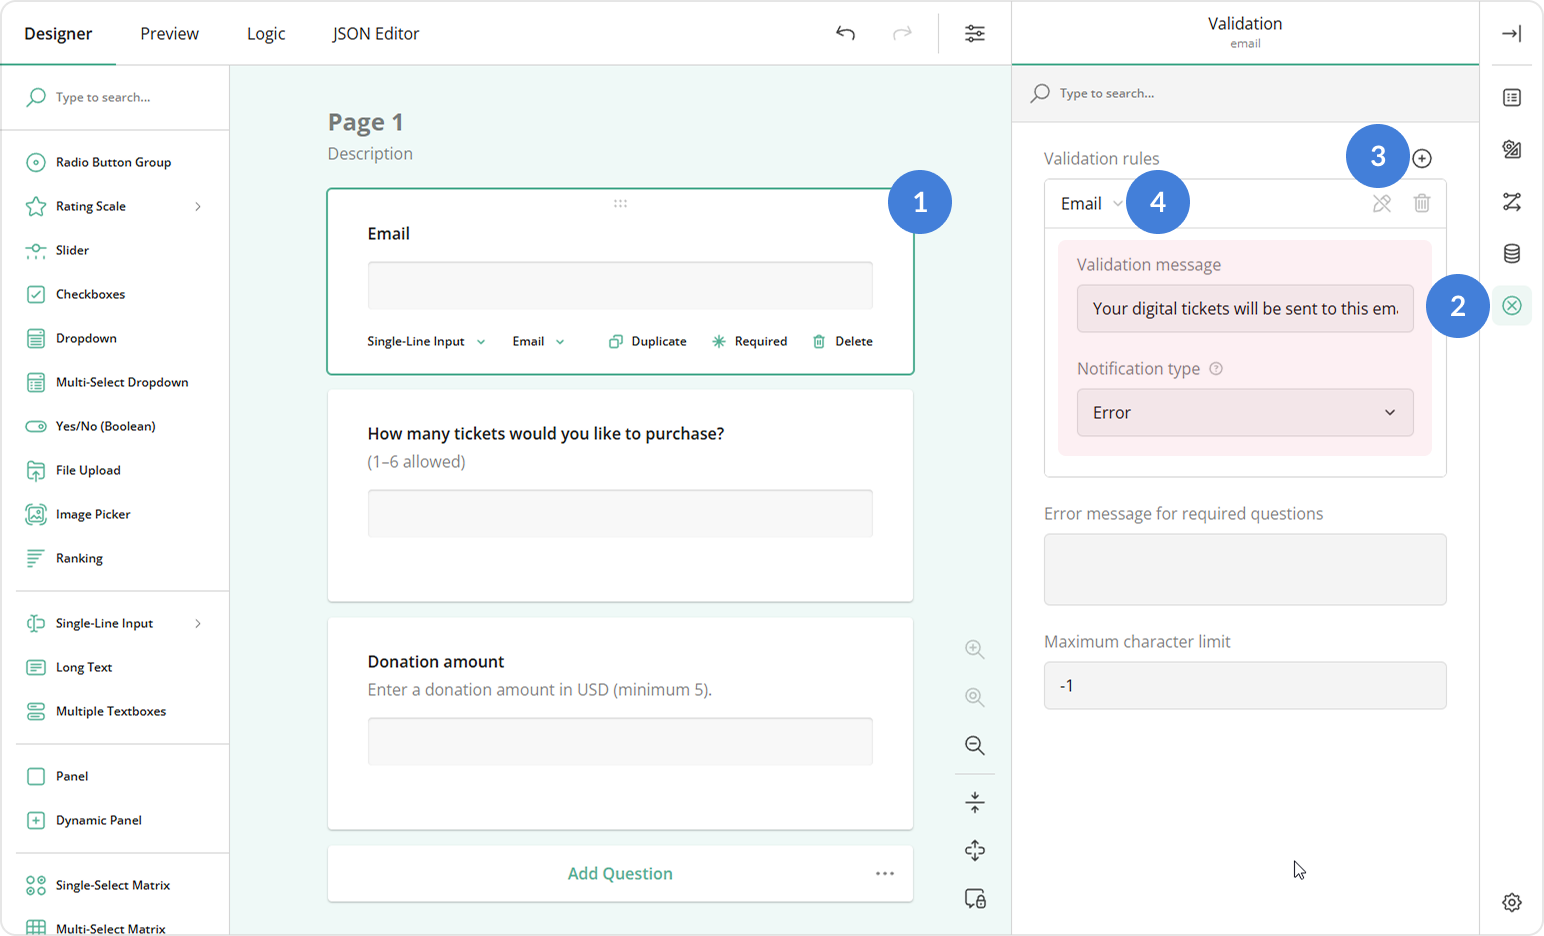 Designer
Preview
Logic
JSON Editor
Type to search...
Radio Button Group
Rating Scale
Slider
Checkboxes
Dropdown
Multi-Select Dropdown
Yes/No (Boolean)
File Upload
Image Picker
Ranking
Single-Line Input
Long Text
Multiple Textboxes
Panel
Dynamic Panel
Single-Select Matrix
Multi-Select Matrix
Page 1
Description
1
Email
Single-Line Input
Email
Duplicate
Required
Delete
How many tickets would you like to purchase?
(1–6 allowed)
Donation amount
Enter a donation amount in USD (minimum 5).
Add Question
Validation
email
Type to search...
Validation rules
3
Email
4
Validation message
Your digital tickets will be sent to this
2
Notification type
Error
Error message for required questions
Maximum character limit
-1